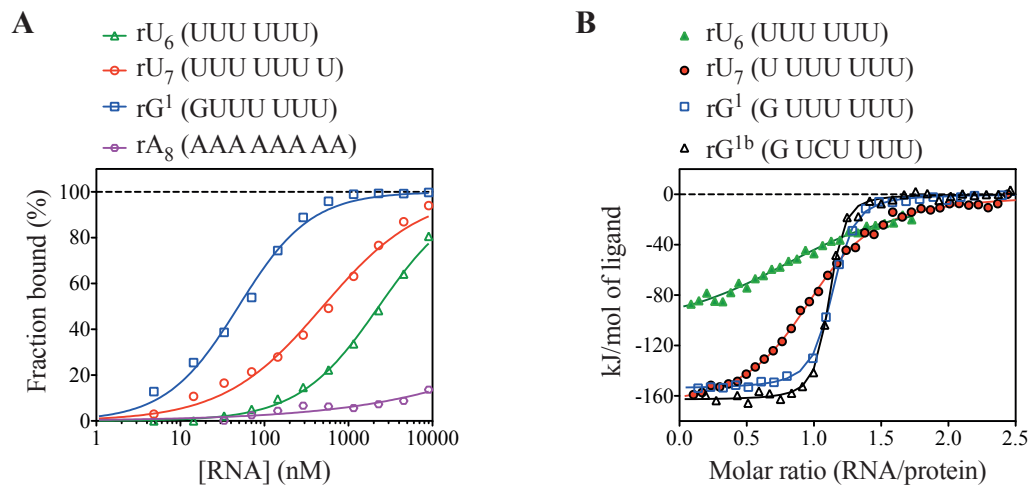 A
rU6 (UUU UUU)
rU7 (UUU UUU U)
rG1 (GUUU UUU)
rA8 (AAA AAA AA)
100
80
60
40
20
0
Fraction bound (%)
1 10 100 1000 10000
[RNA] (nM)
B
rU6 (UUU UUU)
rU7 (U UUU UUU)
rG1 (G UUU UUU)
rG1b (G UCU UUU)
0
-40
-80
-120
-160
kJ/mol of ligand
0.0 0.5 1.0 1.5 2.0 2.5
Molar ratio (RNA/protein)